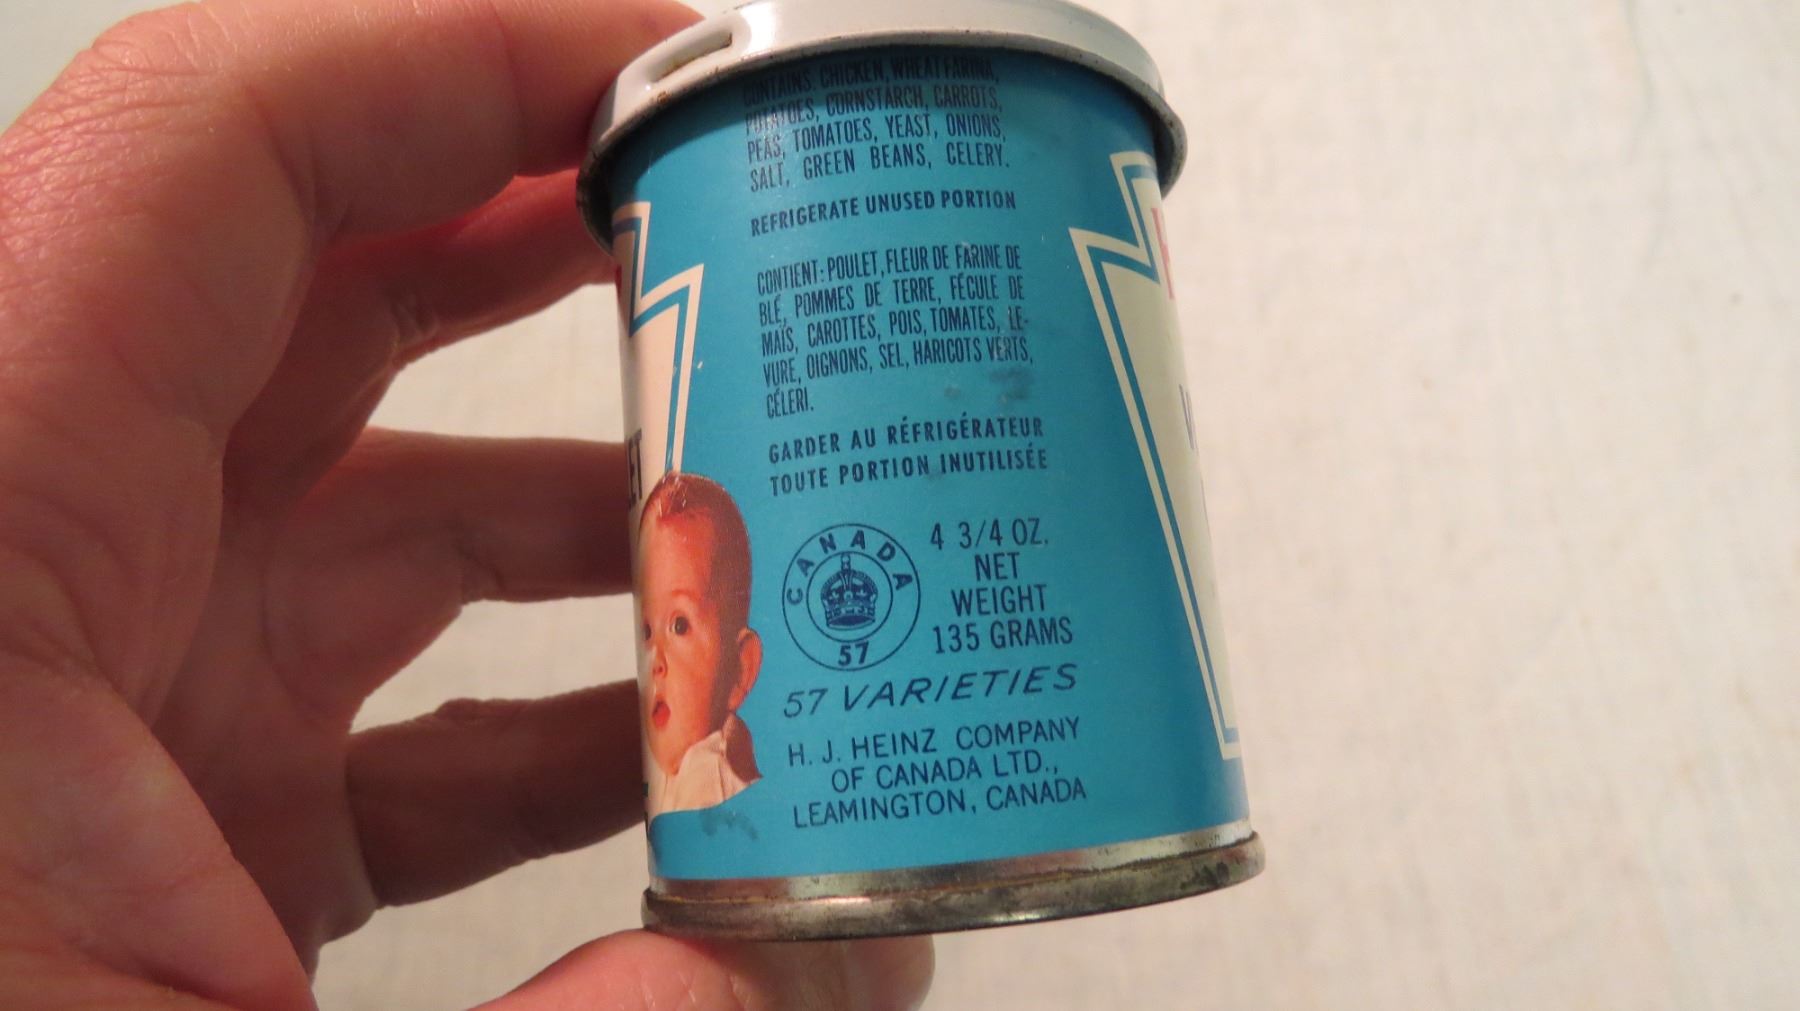 CONTAINS: CHICKEN, WHEAT FARINA,
POTATOES, CORNSTARCH, CARROTS,
PEAS, TOMATOES, YEAST, ONIONS,
SALT, GREEN BEANS, CELERY.
REFRIGERATE UNUSED PORTION
CONTIENT: POULET, FLEUR DE FARINE DE
BLÉ, POMMES DE TERRE, FÉCULE DE
MAÏS, CAROTTES, POIS, TOMATES, LE-
VURE, OIGNONS, SEL, HARICOTS VERTS,
CÉLERI.
GARDER AU RÉFRIGÉRATEUR
TOUTE PORTION INUTILISÉE
CANADA
57
4 3/4 OZ.
NET
WEIGHT
135 GRAMS
57 VARIETIES
H. J. HEINZ COMPANY
OF CANADA LTD.,
LEAMINGTON, CANADA